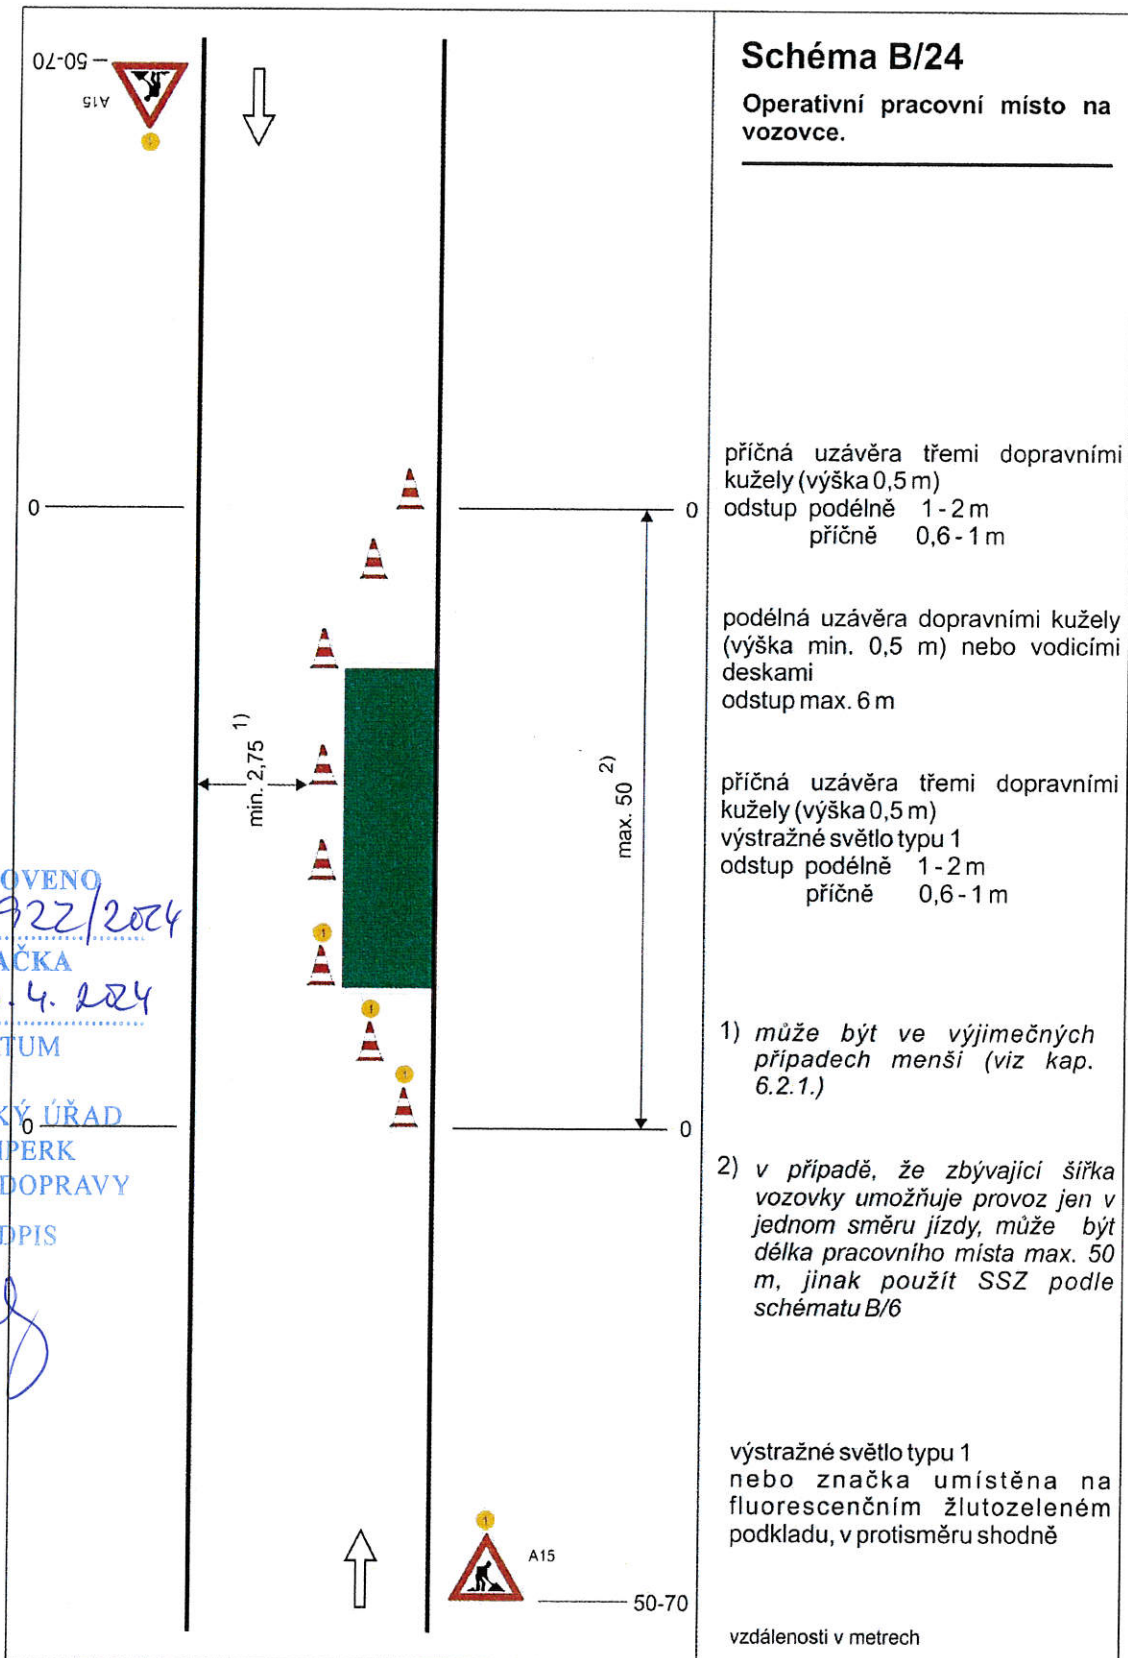 Schéma B/24
Operativní pracovní místo na
vozovce.
50-70
A15
0
0
příčná uzávěra třemi dopravními
kužely (výška 0,5 m)
odstup podélně 1 - 2 m
příčně 0,6 - 1 m
podélná uzávěra dopravními kužely
(výška min. 0,5 m) nebo vodicími
deskami
odstup max. 6 m
min. 2,75 1)
max. 50 2)
příčná uzávěra třemi dopravními
kužely (výška 0,5 m)
výstražné světlo typu 1
odstup podélně 1 - 2 m
příčně 0,6 - 1 m
OVENO
922/2024
AČKA
. 4. 2024
TUM
KÝ ÚŘAD
MPERK
DOPRAVY
DPIS
0
0
1) může být ve výjimečných
případech menší (viz kap.
6.2.1.)
2) v případě, že zbývající šířka
vozovky umožňuje provoz jen v
jednom směru jízdy, může být
délka pracovního místa max. 50
m, jinak použít SSZ podle
schématu B/6
výstražné světlo typu 1
nebo značka umístěna na
fluorescenčním žlutozeleném
podkladu, v protisměru shodně
1
A15
50-70
vzdálenosti v metrech